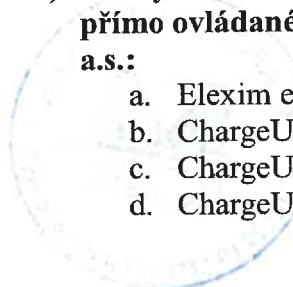 přímo ovládané
a.s.:
a. Elexim e
b. ChargeU
c. ChargeU
d. ChargeU